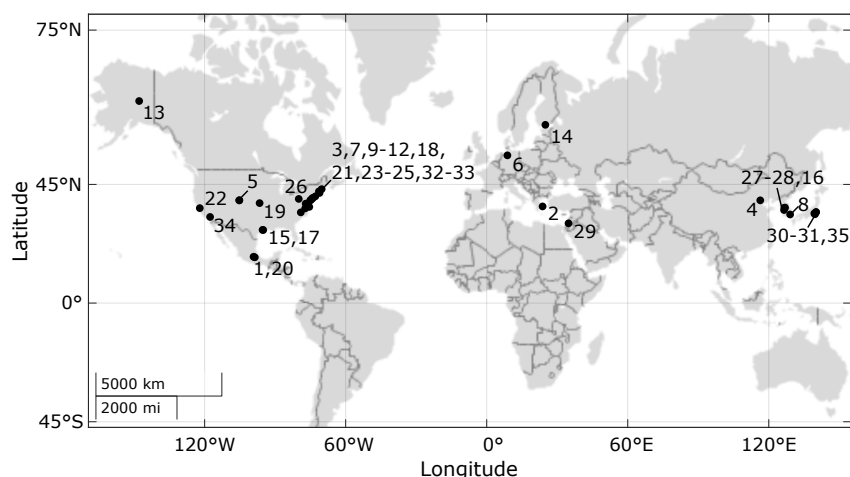 75°N
45°N
0°
45°S
Latitude
13
3,7,9-12,18,
21,23-25,32-33
14
6
5
26
22
19
34
15,17
1,20
2
29
27-28,16
4
8
30-31,35
5000 km
2000 mi
120°W
60°W
0°
60°E
120°E
Longitude